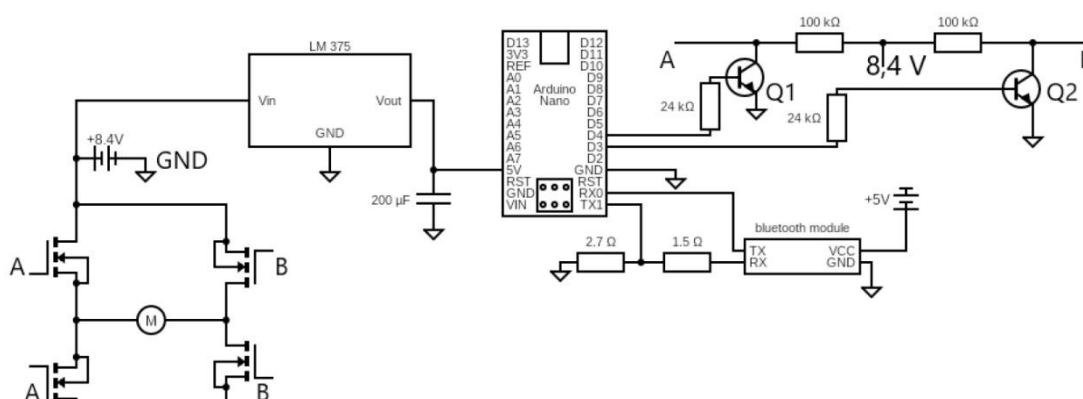 LM 375
Vin
Vout
GND
+8.4V
GND
200 µF
A
B
M
A
B
D13
3V3
REF
A0
A1
A2
A3
A4
A5
A6
A7
5V
RST
GND
VIN
Arduino
Nano
D12
D11
D10
D9
D8
D7
D6
D5
D4
D3
D2
GND
RST
RX0
TX1
100 kΩ
100 kΩ
A
8,4 V
Q1
Q2
24 kΩ
24 kΩ
+5V
bluetooth module
TX
RX
VCC
GND
2.7 Ω
1.5 Ω